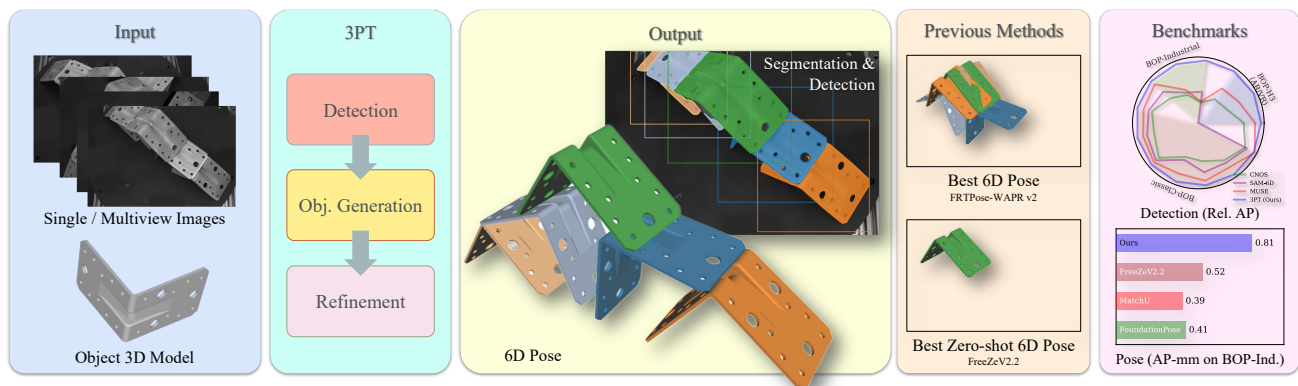 Input
Single / Multiview Images
Object 3D Model
3PT
Detection
Obj. Generation
Refinement
Output
Segmentation &
Detection
6D Pose
Previous Methods
Best 6D Pose
FRTPose-WAPR v2
Best Zero-shot 6D Pose
FreeZeV2.2
Benchmarks
BOP-Industrial
BOP-H3
(AR/VR)
BOP-Classic
CNOS
SAM-6D
MUSE
3PT (Ours)
Detection (Rel. AP)
Ours 0.81
FreeZeV2.2 0.52
MatchU 0.39
FoundationPose 0.41
Pose (AP-mm on BOP-Ind.)